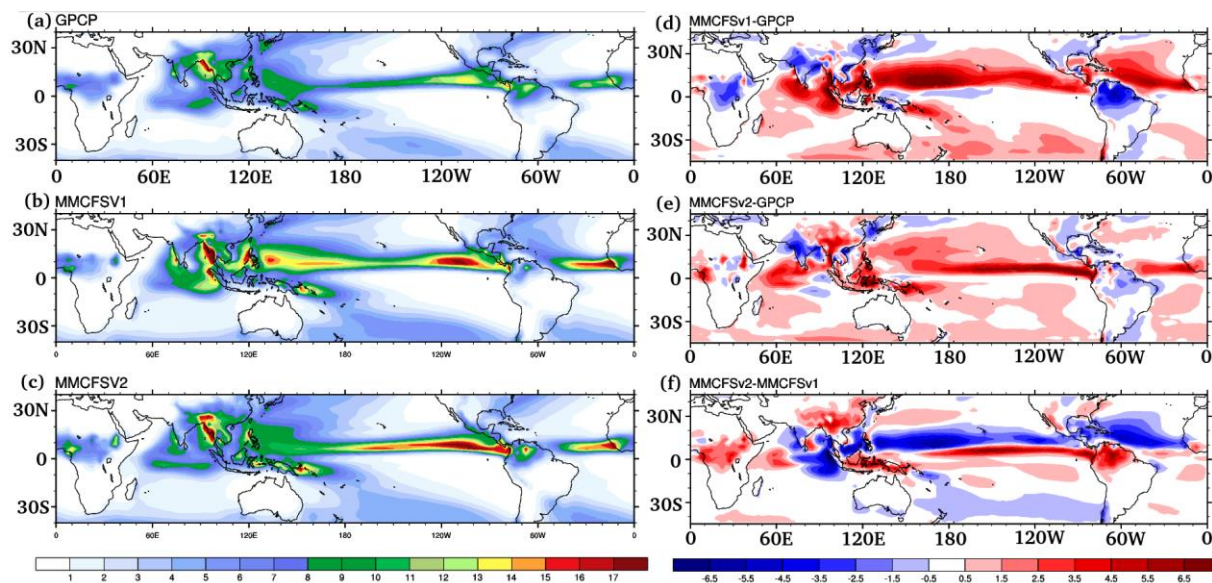 (a) GPCP
30N
0
30S
60E 120E 180 120W 60W 0
(b) MMCFSV1
30N
0
30S
0 60E 120E 180 120W 60W 0
(c) MMCFSV2
30N
0
30S
0 60E 120E 180 120W 60W 0
1 2 3 4 5 6 7 8 9 10 11 12 13 14 15 16 17
(d) MMCFSv1-GPCP
30N
0
30S
0 60E 120E 180 120W 60W 0
(e) MMCFSv2-GPCP
30N
0
30S
0 60E 120E 180 120W 60W 0
(f) MMCFSv2-MMCFSv1
30N
0
30S
0 60E 120E 180 120W 60W 0
-6.5 -5.5 -4.5 -3.5 -2.5 -1.5 -0.5 0.5 1.5 2.5 3.5 4.5 5.5 6.5